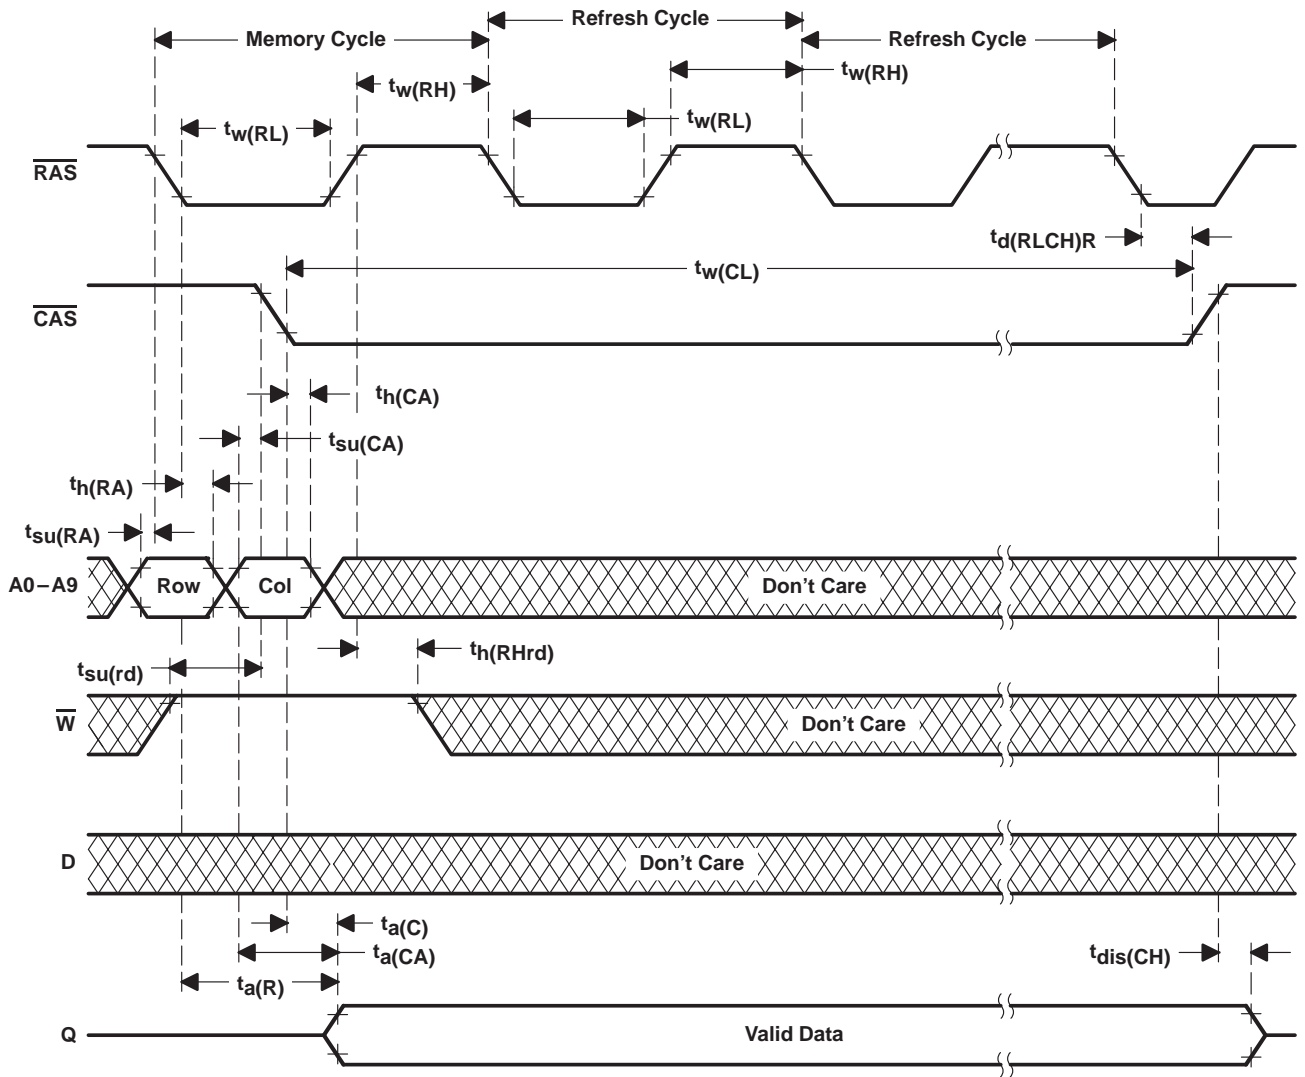 Refresh Cycle
Memory Cycle
Refresh Cycle
tw(RH)
tw(RH)
tw(RL)
tw(RL)
RAS
td(RLCH)R
tw(CL)
CAS
th(CA)
tsu(CA)
th(RA)
tsu(RA)
A0–A9
Row
Col
Don't Care
th(RHrd)
tsu(rd)
W
Don't Care
D
Don't Care
ta(C)
ta(CA)
tdis(CH)
ta(R)
Q
Valid Data